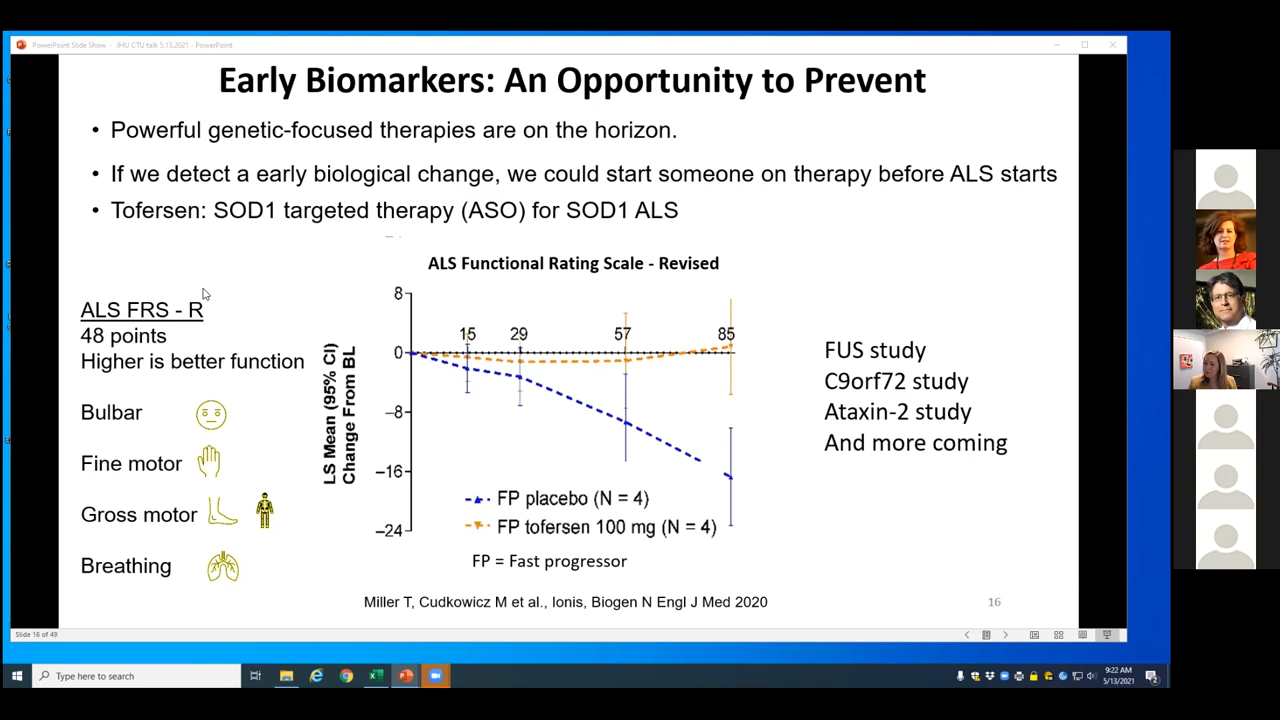 PowerPoint Slide Show - JHU CTU talk 5.13.2021 - PowerPoint
Early Biomarkers: An Opportunity to Prevent
• Powerful genetic-focused therapies are on the horizon.
• If we detect a early biological change, we could start someone on therapy before ALS starts
• Tofersen: SOD1 targeted therapy (ASO) for SOD1 ALS
ALS FRS - R
48 points
Higher is better function
Bulbar
Fine motor
Gross motor
Breathing
ALS Functional Rating Scale - Revised
LS Mean (95% CI)
Change From BL
8
0
-8
-16
-24
15 29 57 85
FP placebo (N = 4)
FP tofersen 100 mg (N = 4)
FP = Fast progressor
FUS study
C9orf72 study
Ataxin-2 study
And more coming
Miller T, Cudkowicz M et al., Ionis, Biogen N Engl J Med 2020
16
Slide 16 of 49
Type here to search
9:22 AM
5/13/2021